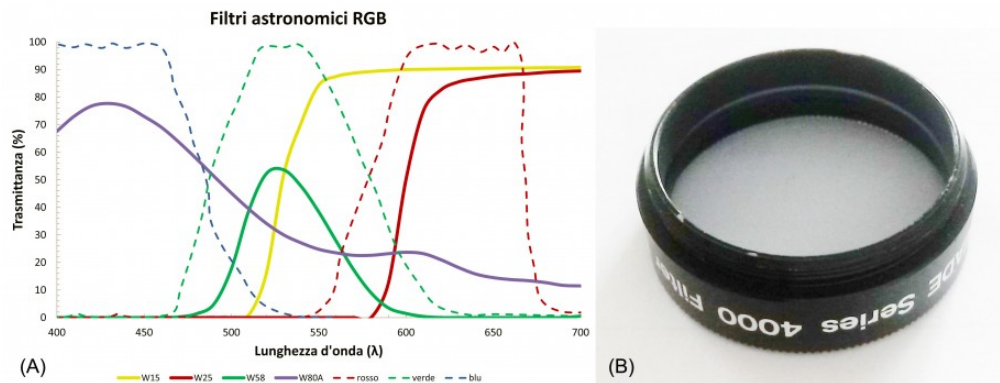 Filtri astronomici RGB
Trasmittanza (%)
100
90
80
70
60
50
40
30
20
10
0
400 450 500 550 600 650 700
Lunghezza d'onda (λ)
W15 W25 W58 W80A rosso verde blu
(A)
ADE Series 4000 Filter
(B)